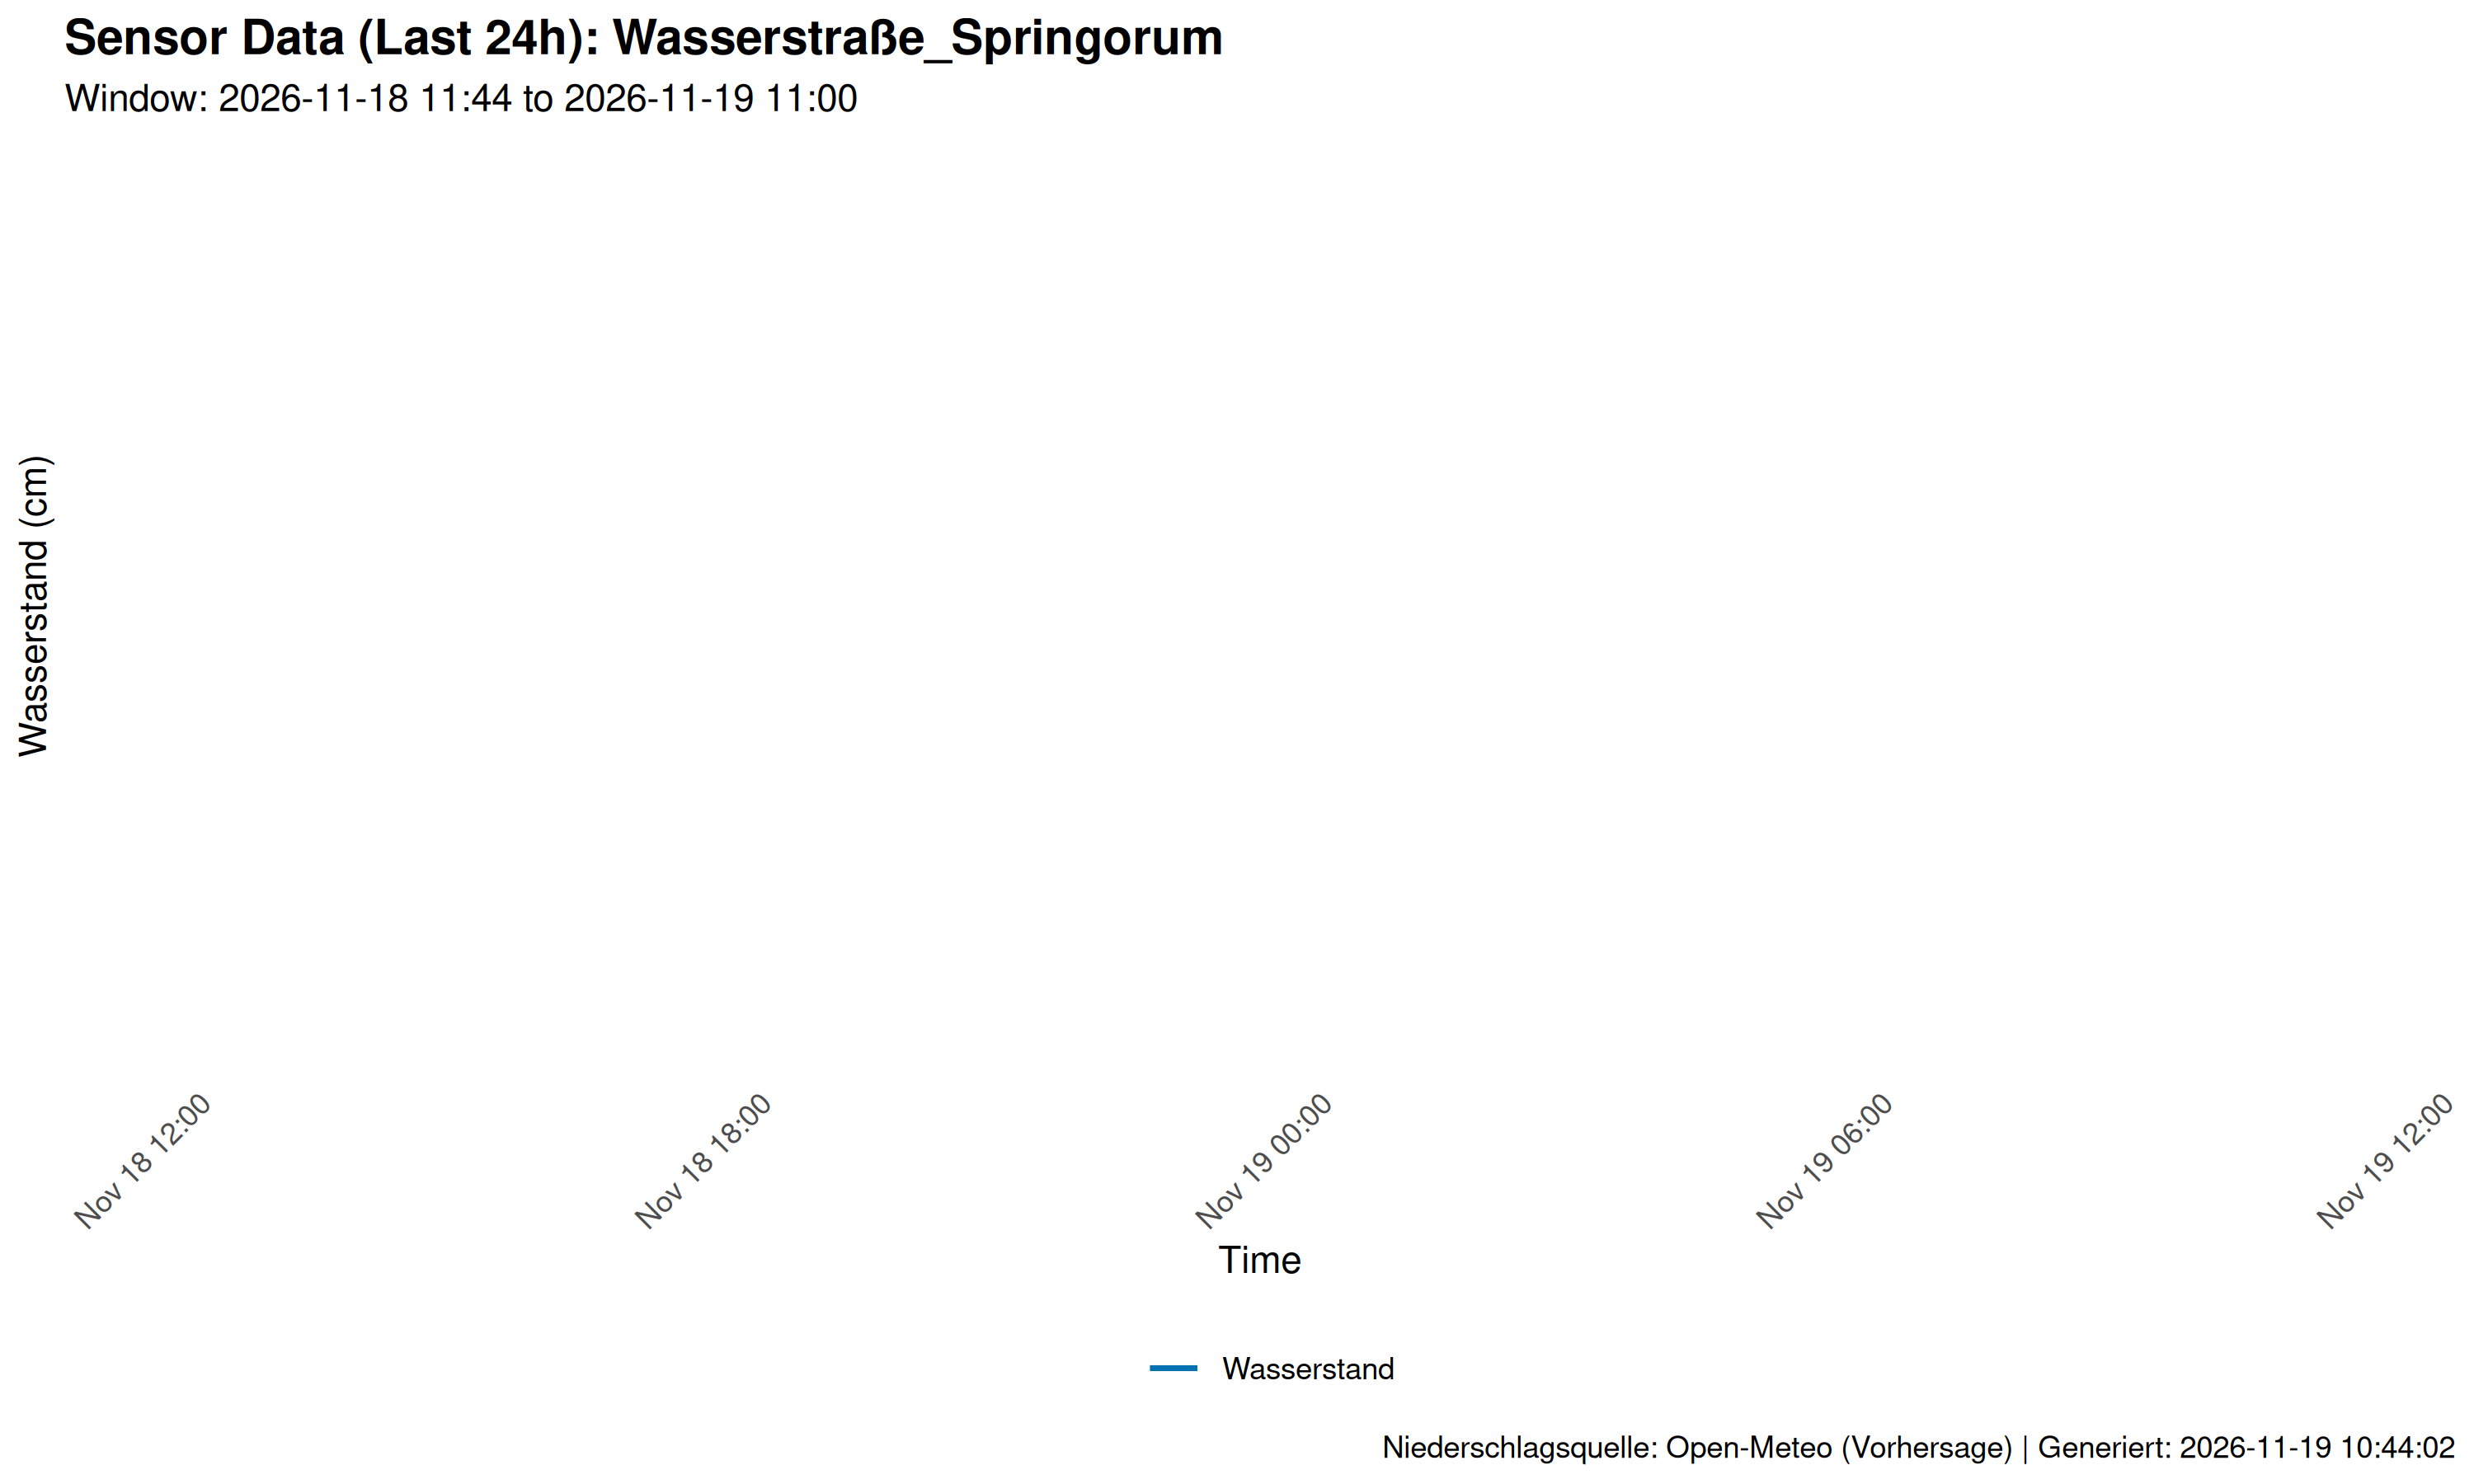 Sensor Data (Last 24h): Wasserstraße_Springorum
Window: 2026-11-18 11:44 to 2026-11-19 11:00
Wasserstand (cm)
Nov 18 12:00
Nov 18 18:00
Nov 19 00:00
Nov 19 06:00
Nov 19 12:00
Time
Wasserstand
Niederschlagsquelle: Open-Meteo (Vorhersage) | Generiert: 2026-11-19 10:44:02